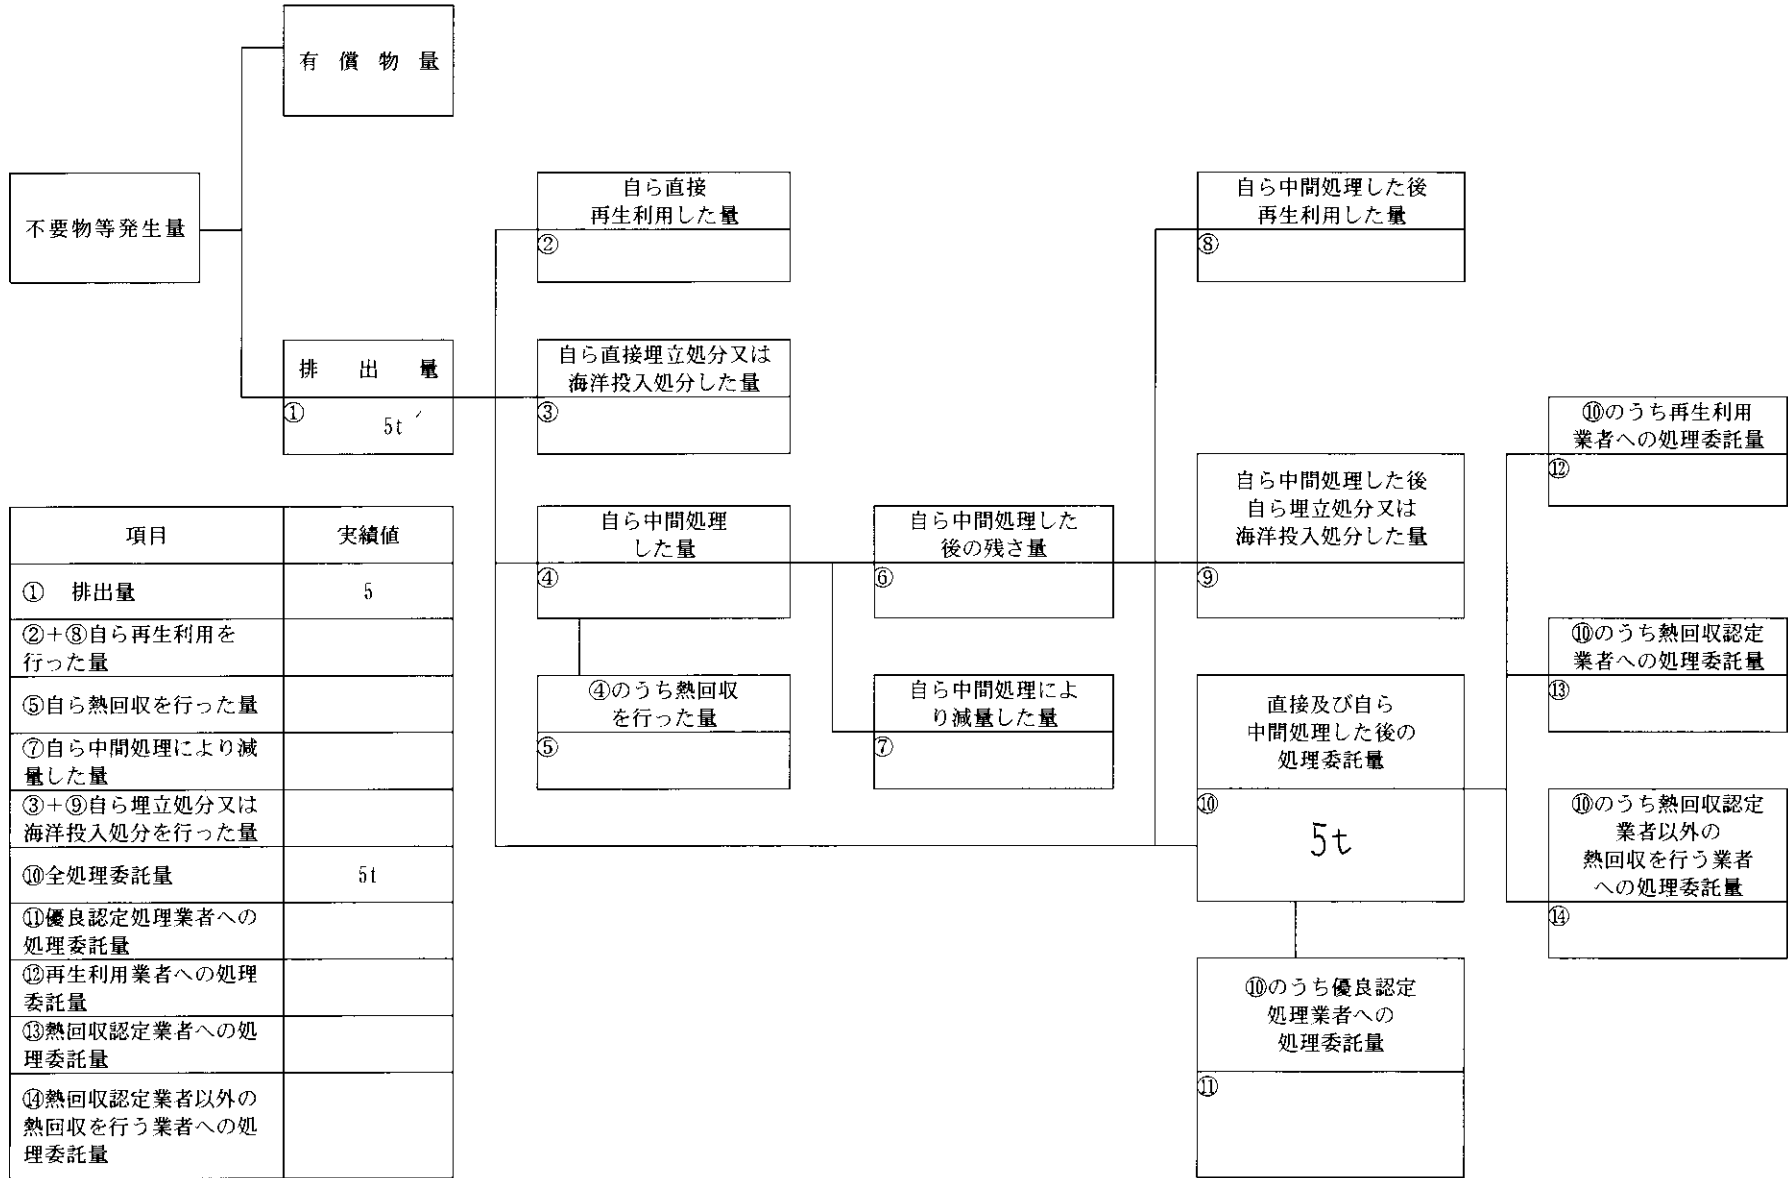 有償物量
不要物等発生量
排出量
①
5t
自ら直接
再生利用した量
②
自ら直接埋立処分又は
海洋投入処分した量
③
自ら中間処理
した量
④
④のうち熱回収
を行った量
⑤
自ら中間処理した
後の残さ量
⑥
自ら中間処理によ
り減量した量
⑦
自ら中間処理した後
再生利用した量
⑧
自ら中間処理した後
自ら埋立処分又は
海洋投入処分した量
⑨
直接及び自ら
中間処理した後の
処理委託量
⑩
5t
⑩のうち優良認定
処理業者への
処理委託量
⑪
⑩のうち再生利用
業者への処理委託量
⑫
⑩のうち熱回収認定
業者への処理委託量
⑬
⑩のうち熱回収認定
業者以外の
熱回収を行う業者
への処理委託量
⑭
項目 実績値
① 排出量 5
②+⑧自ら再生利用を
行った量
⑤自ら熱回収を行った量
⑦自ら中間処理により減
量した量
③+⑨自ら埋立処分又は
海洋投入処分を行った量
⑩全処理委託量 5t
⑪優良認定処理業者への
処理委託量
⑫再生利用業者への処理
委託量
⑬熱回収認定業者への処
理委託量
⑭熱回収認定業者以外の
熱回収を行う業者への処
理委託量